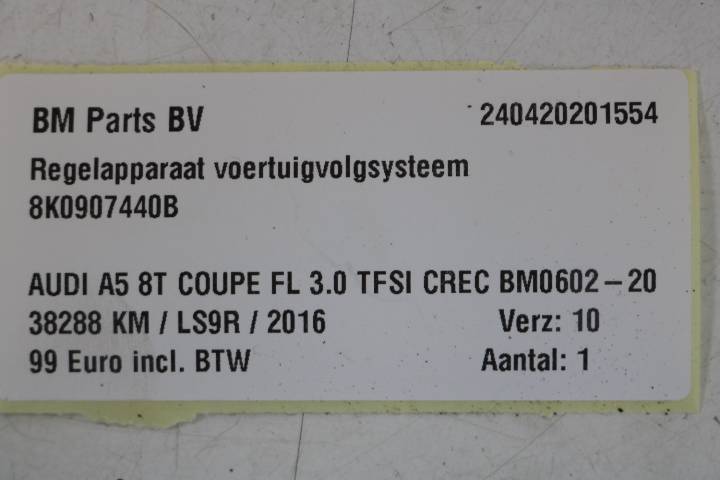 BM Parts BV 240420201554
Regelapparaat voertuigvolgsysteem
8K0907440B
AUDI A5 8T COUPE FL 3.0 TFSI CREC BM0602-20
38288 KM / LS9R / 2016 Verz: 10
99 Euro incl. BTW Aantal: 1